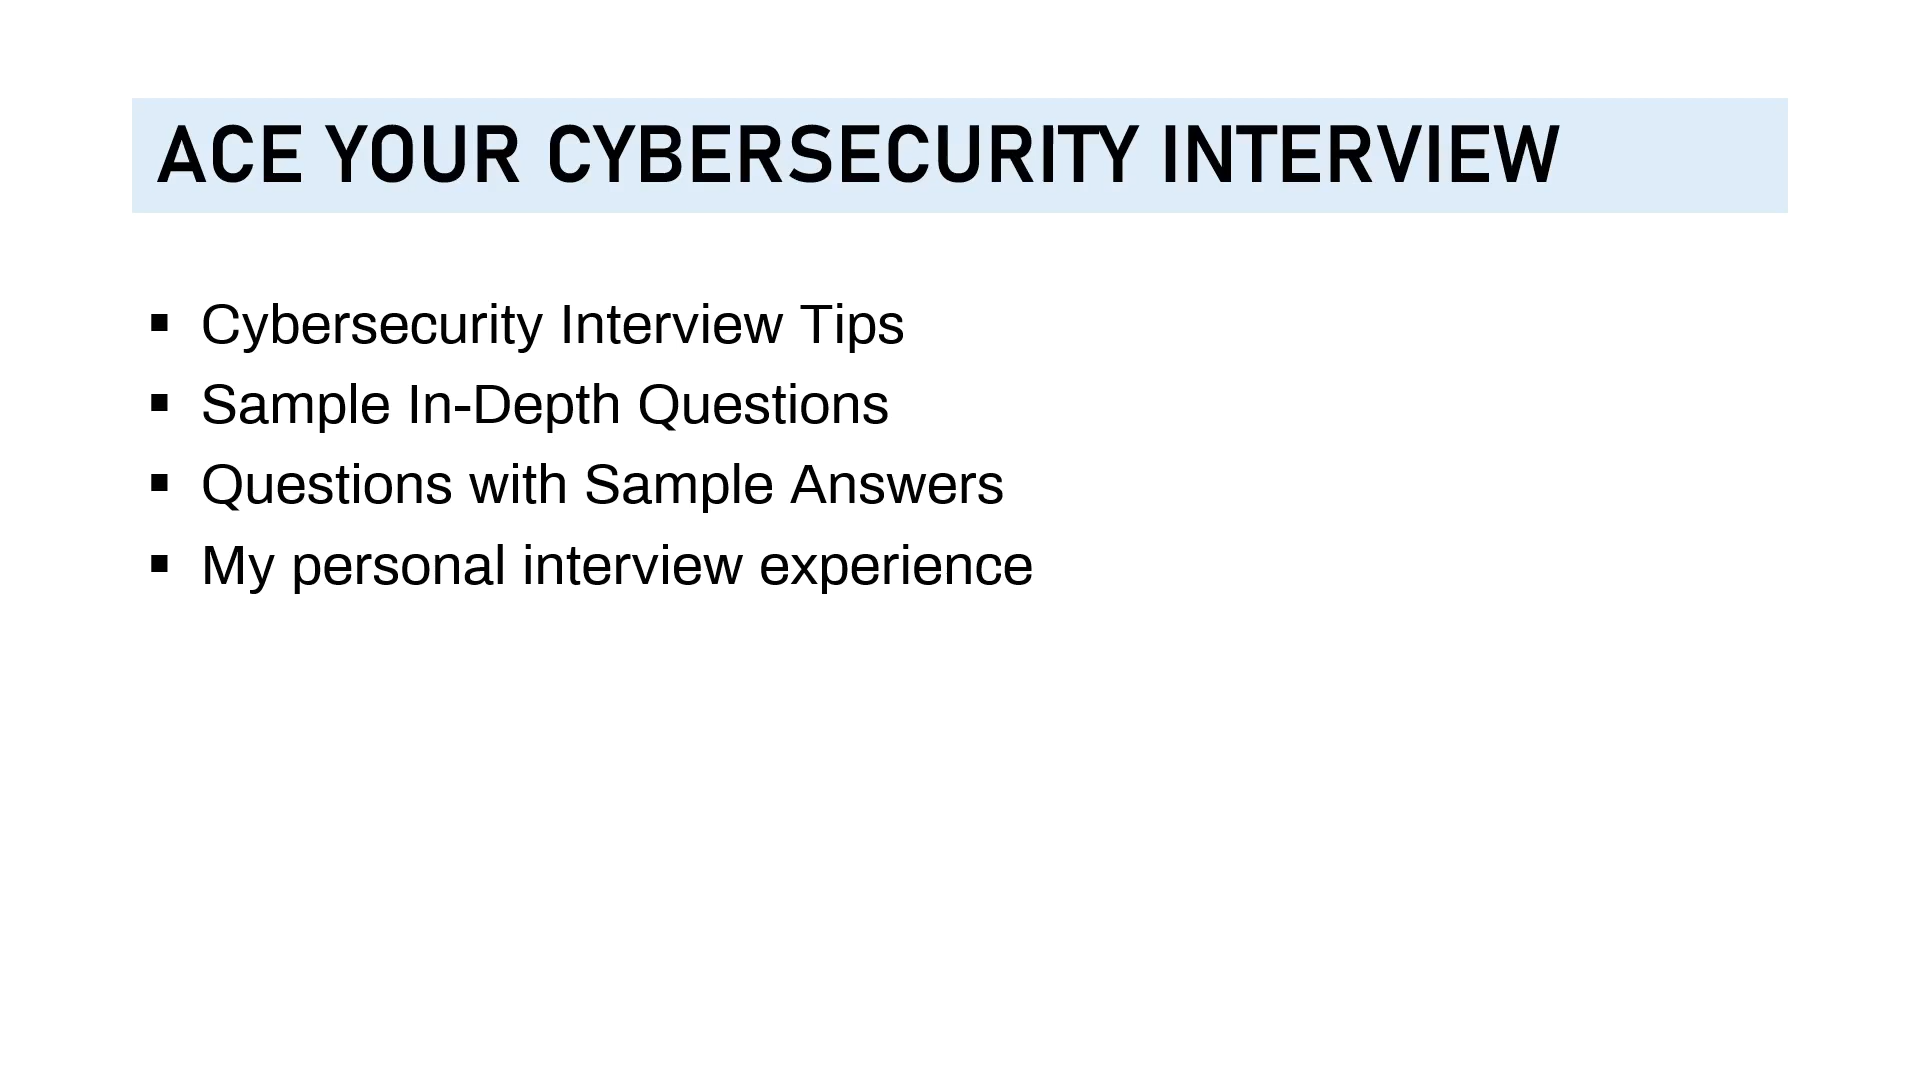 ACE YOUR CYBERSECURITY INTERVIEW
▪ Cybersecurity Interview Tips
▪ Sample In-Depth Questions
▪ Questions with Sample Answers
▪ My personal interview experience